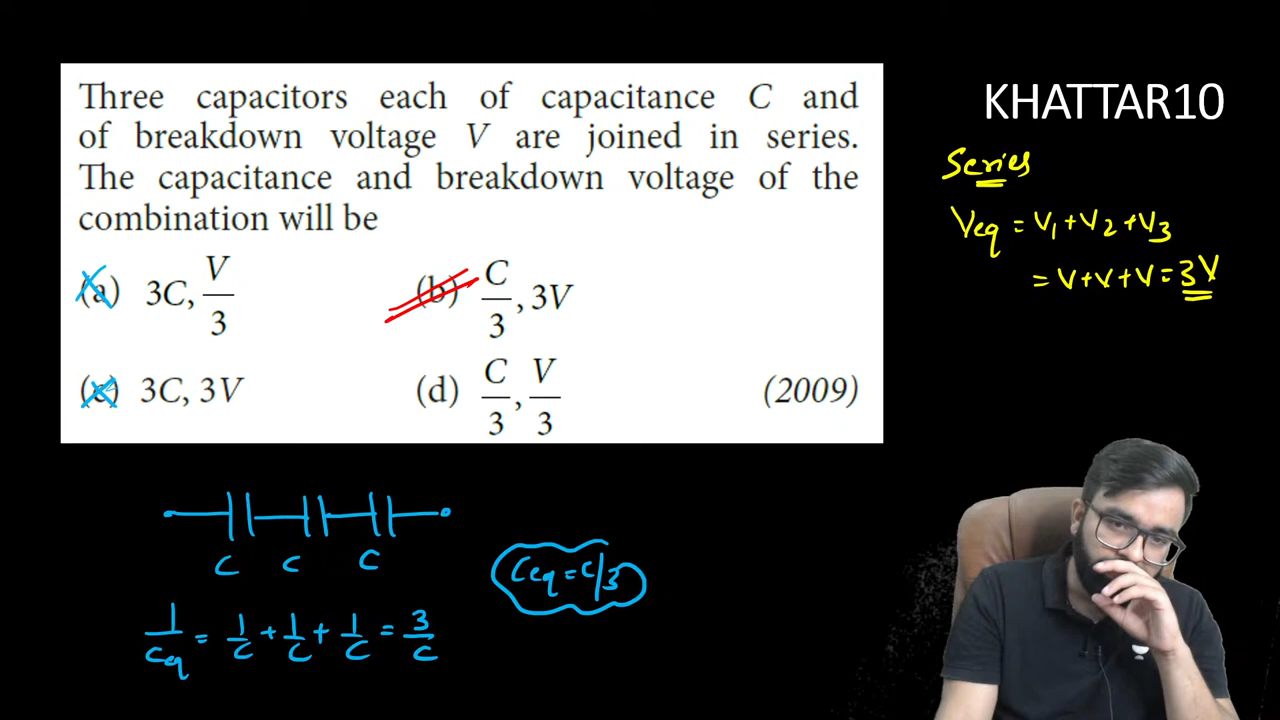 Three capacitors each of capacitance C and
of breakdown voltage V are joined in series.
The capacitance and breakdown voltage of the
combination will be
(a) 3C, V/3
(b) C/3, 3V
(c) 3C, 3V
(d) C/3, V/3
(2009)
KHATTAR10
Series
Veq = V1 + V2 + V3
= V + V + V = 3V
C C C
1/Ceq = 1/C + 1/C + 1/C = 3/C
Ceq = C/3